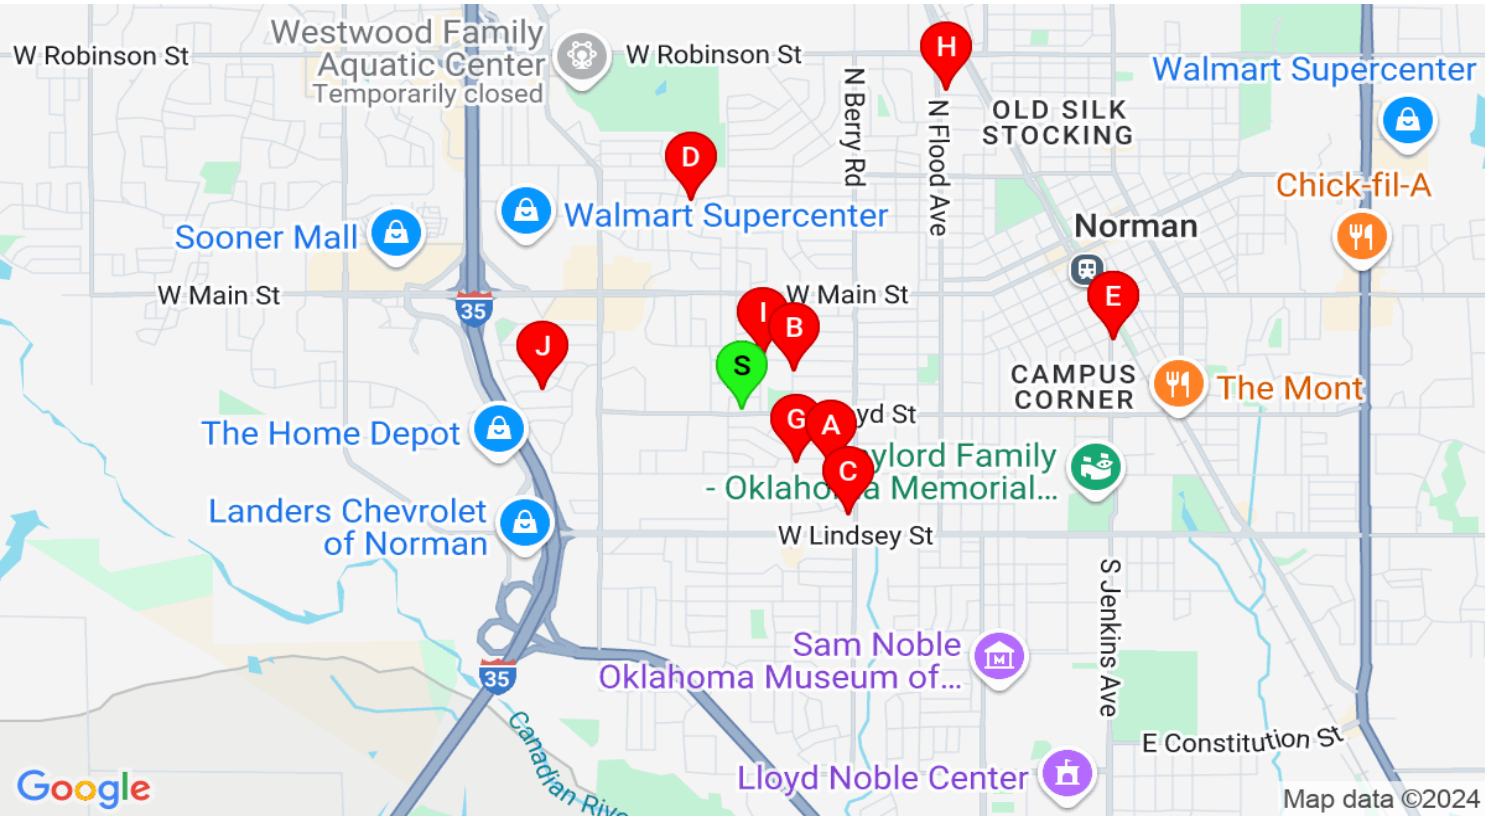 Westwood Family
Aquatic Center
Temporarily closed
W Robinson St
W Robinson St
H
Walmart Supercenter
N Berry Rd
N Flood Ave
OLD SILK
STOCKING
D
Chick-fil-A
Walmart Supercenter
Norman
Sooner Mall
W Main St
35
W Main St
E
I
B
J
S
CAMPUS
CORNER
The Mont
G
A
yd St
The Home Depot
aylord Family
- Oklaho a Memorial...
C
Landers Chevrolet
of Norman
W Lindsey St
S Jenkins Ave
Sam Noble
Oklahoma Museum of...
35
Canadian Rive
E Constitution St
Lloyd Noble Center
Google
Map data ©2024